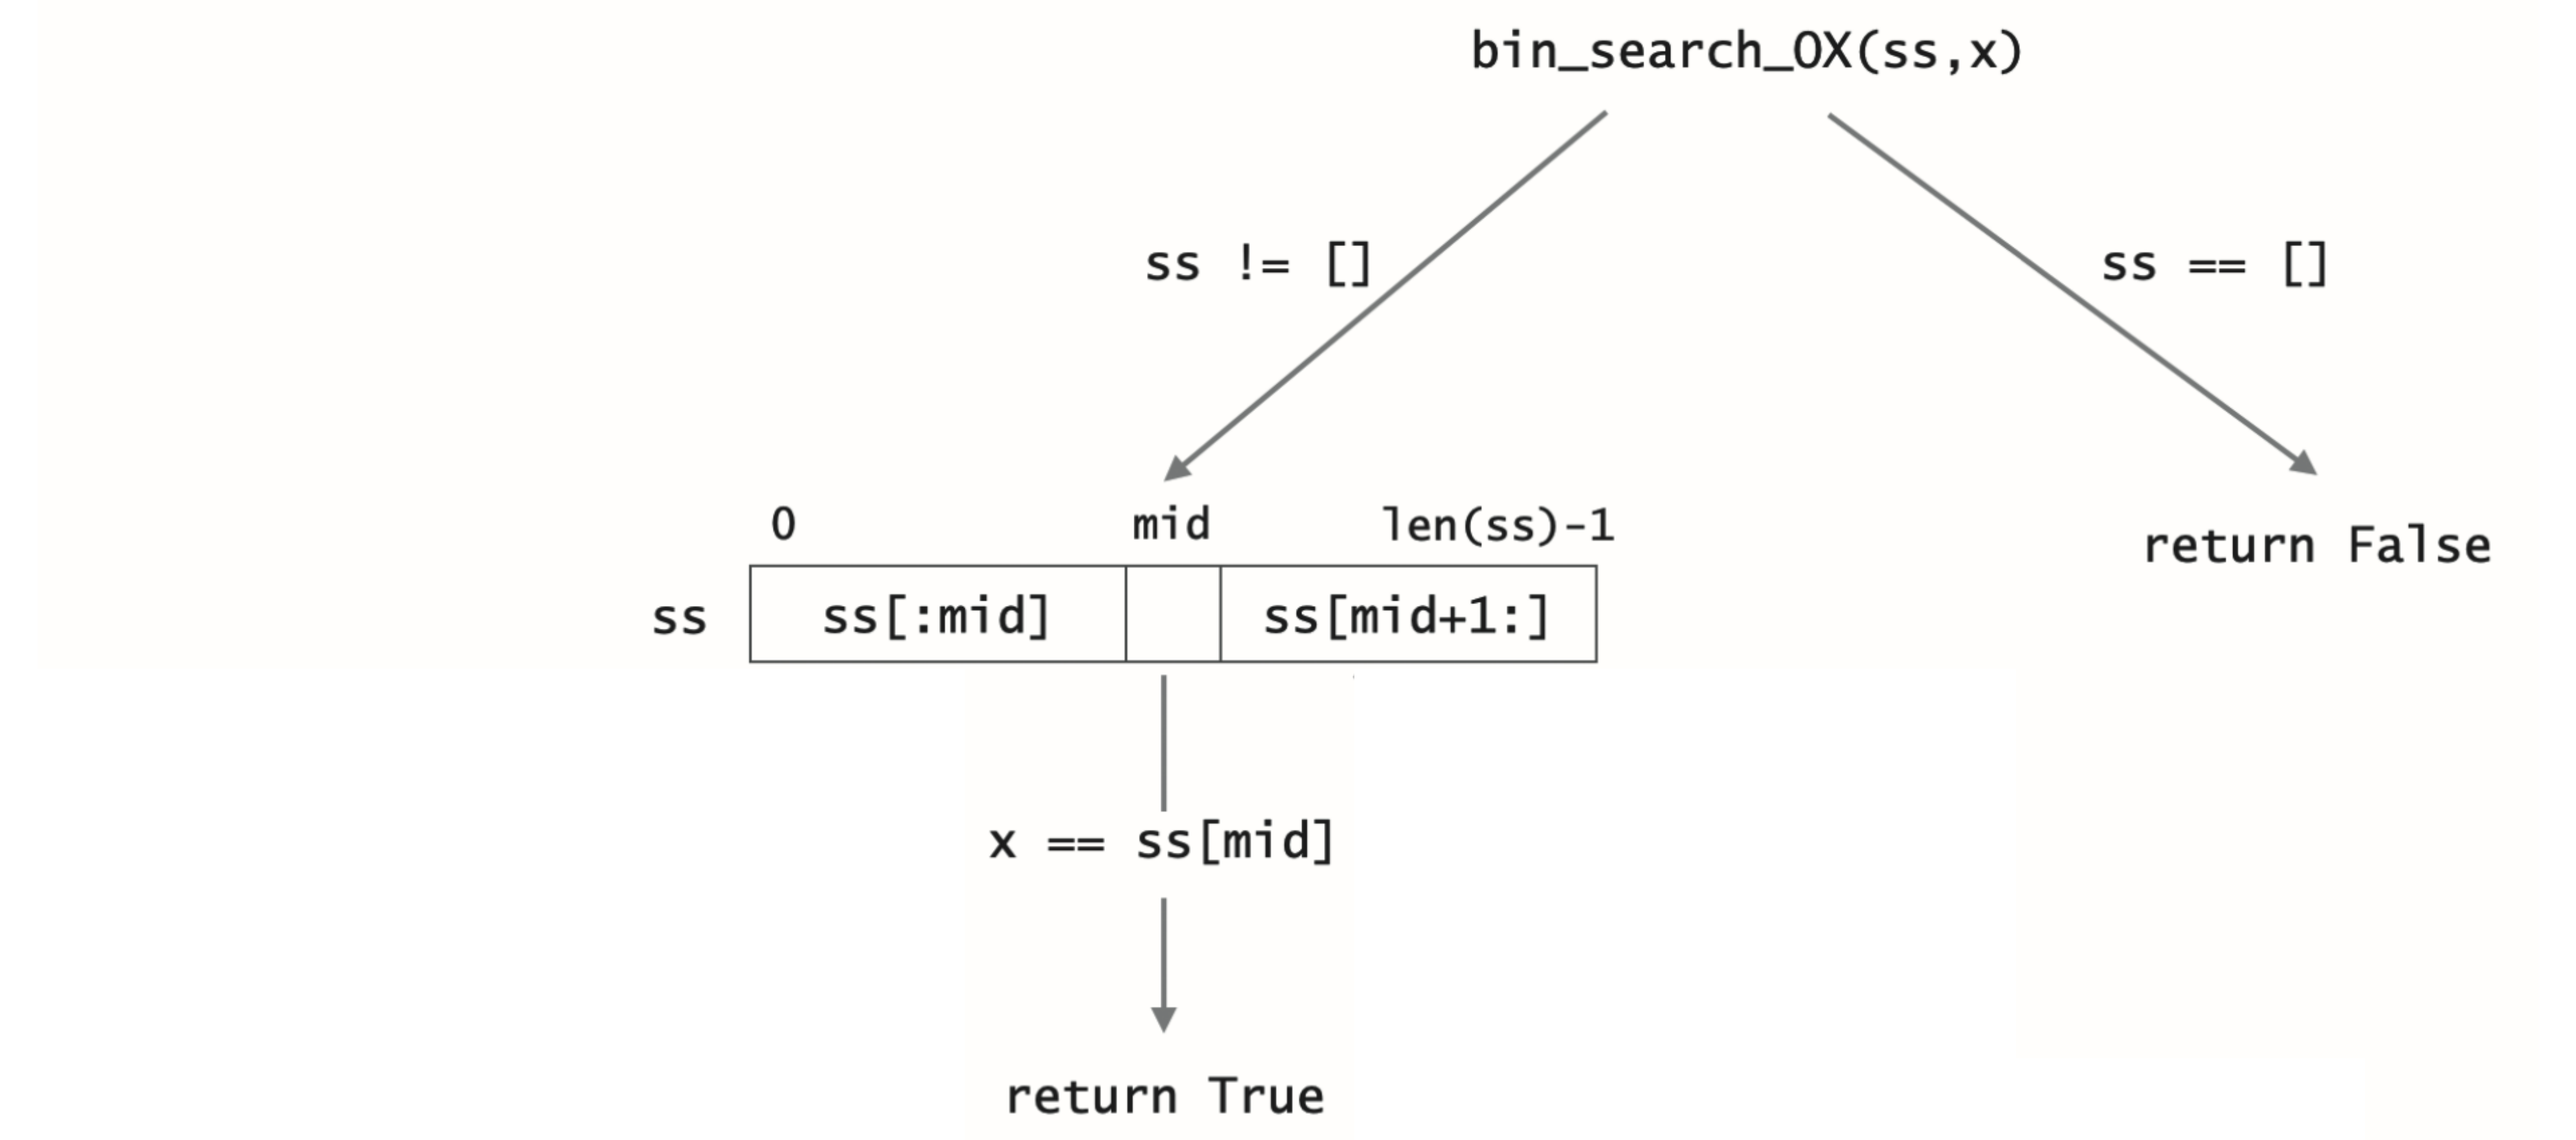 bin_search_OX(ss,x)
ss != []
ss == []
0 mid len(ss)-1
return False
ss ss[:mid] ss[mid+1:]
x == ss[mid]
return True